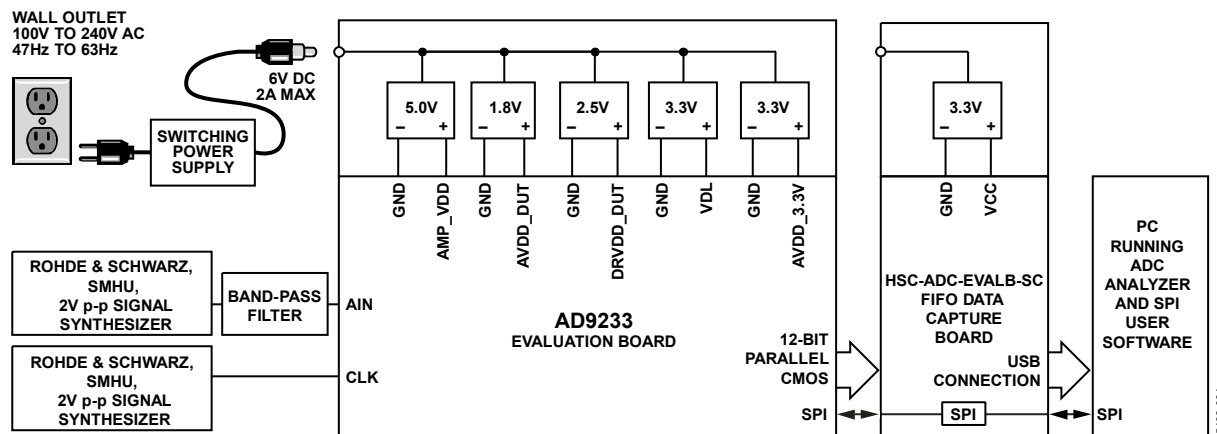 WALL OUTLET
100V TO 240V AC
47Hz TO 63Hz
6V DC
2A MAX
SWITCHING
POWER
SUPPLY
5.0V
1.8V
2.5V
3.3V
3.3V
3.3V
– +
– +
– +
– +
– +
– +
GND
AMP_VDD
GND
AVDD_DUT
GND
DRVDD_DUT
GND
VDL
GND
AVDD_3.3V
GND
VCC
ROHDE & SCHWARZ,
SMHU,
2V p-p SIGNAL
SYNTHESIZER
BAND-PASS
FILTER
AIN
ROHDE & SCHWARZ,
SMHU,
2V p-p SIGNAL
SYNTHESIZER
CLK
AD9233
EVALUATION BOARD
12-BIT
PARALLEL
CMOS
SPI
HSC-ADC-EVALB-SC
FIFO DATA
CAPTURE
BOARD
USB
CONNECTION
SPI
PC
RUNNING
ADC
ANALYZER
AND SPI
USER
SOFTWARE
SPI